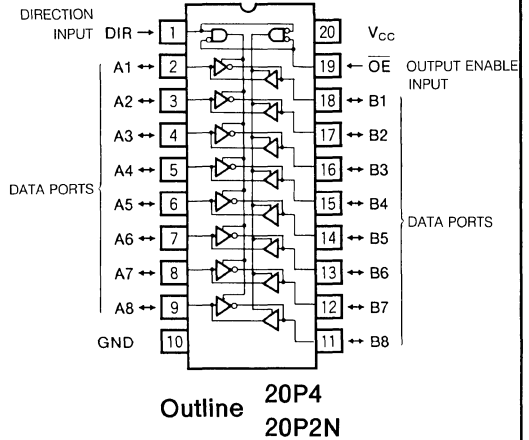 DIRECTION
INPUT DIR → 1 20 VCC
A1 ↔ 2 19 ← OE OUTPUT ENABLE
INPUT
A2 ↔ 3 18 ↔ B1
A3 ↔ 4 17 ↔ B2
A4 ↔ 5 16 ↔ B3
DATA PORTS
A5 ↔ 6 15 ↔ B4
A6 ↔ 7 14 ↔ B5
DATA PORTS
A7 ↔ 8 13 ↔ B6
A8 ↔ 9 12 ↔ B7
GND 10 11 ↔ B8
Outline 20P4
20P2N